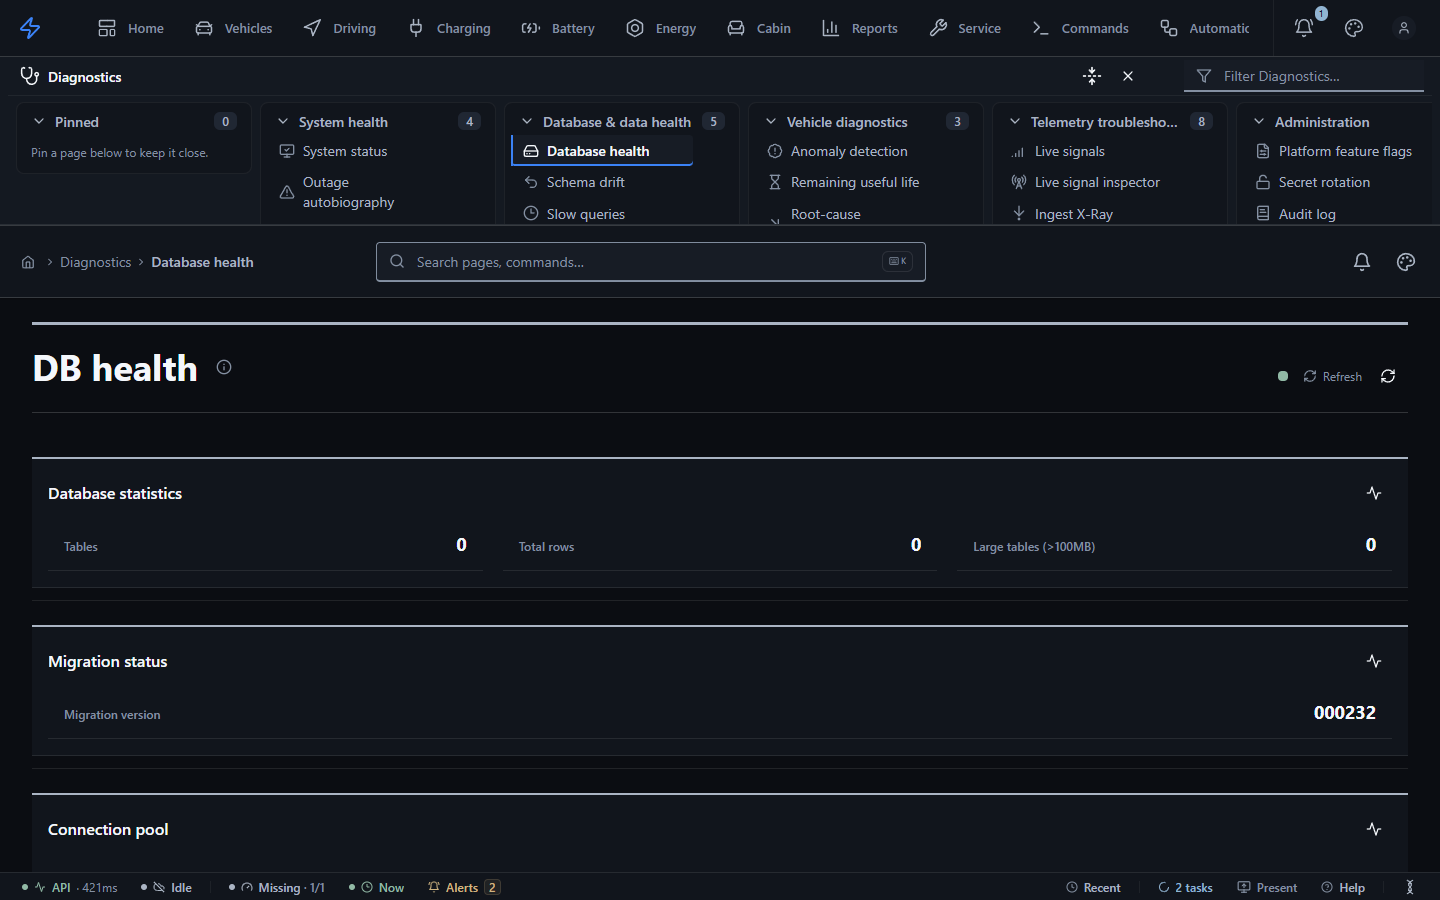 Home
Vehicles
Driving
Charging
Battery
Energy
Cabin
Reports
Service
Commands
Automatic
1
Diagnostics
Filter Diagnostics...
Pinned 0
Pin a page below to keep it close.
System health 4
System status
Outage
autobiography
Database & data health 5
Database health
Schema drift
Slow queries
Vehicle diagnostics 3
Anomaly detection
Remaining useful life
Root-cause
Telemetry troublesho... 8
Live signals
Live signal inspector
Ingest X-Ray
Administration
Platform feature flags
Secret rotation
Audit log
Diagnostics
Database health
Search pages, commands...
K
DB health
Refresh
Database statistics
Tables 0
Total rows 0
Large tables (>100MB) 0
Migration status
Migration version 000232
Connection pool
API · 421ms
Idle
Missing · 1/1
Now
Alerts 2
Recent
2 tasks
Present
Help